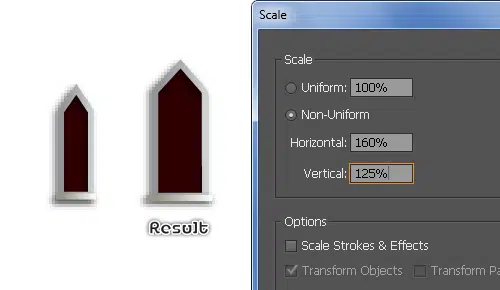 Scale
Scale
Uniform: 100%
Non-Uniform
Horizontal: 160%
Vertical: 125%
Result
Options
Scale Strokes & Effects
Transform Objects Transform Pa